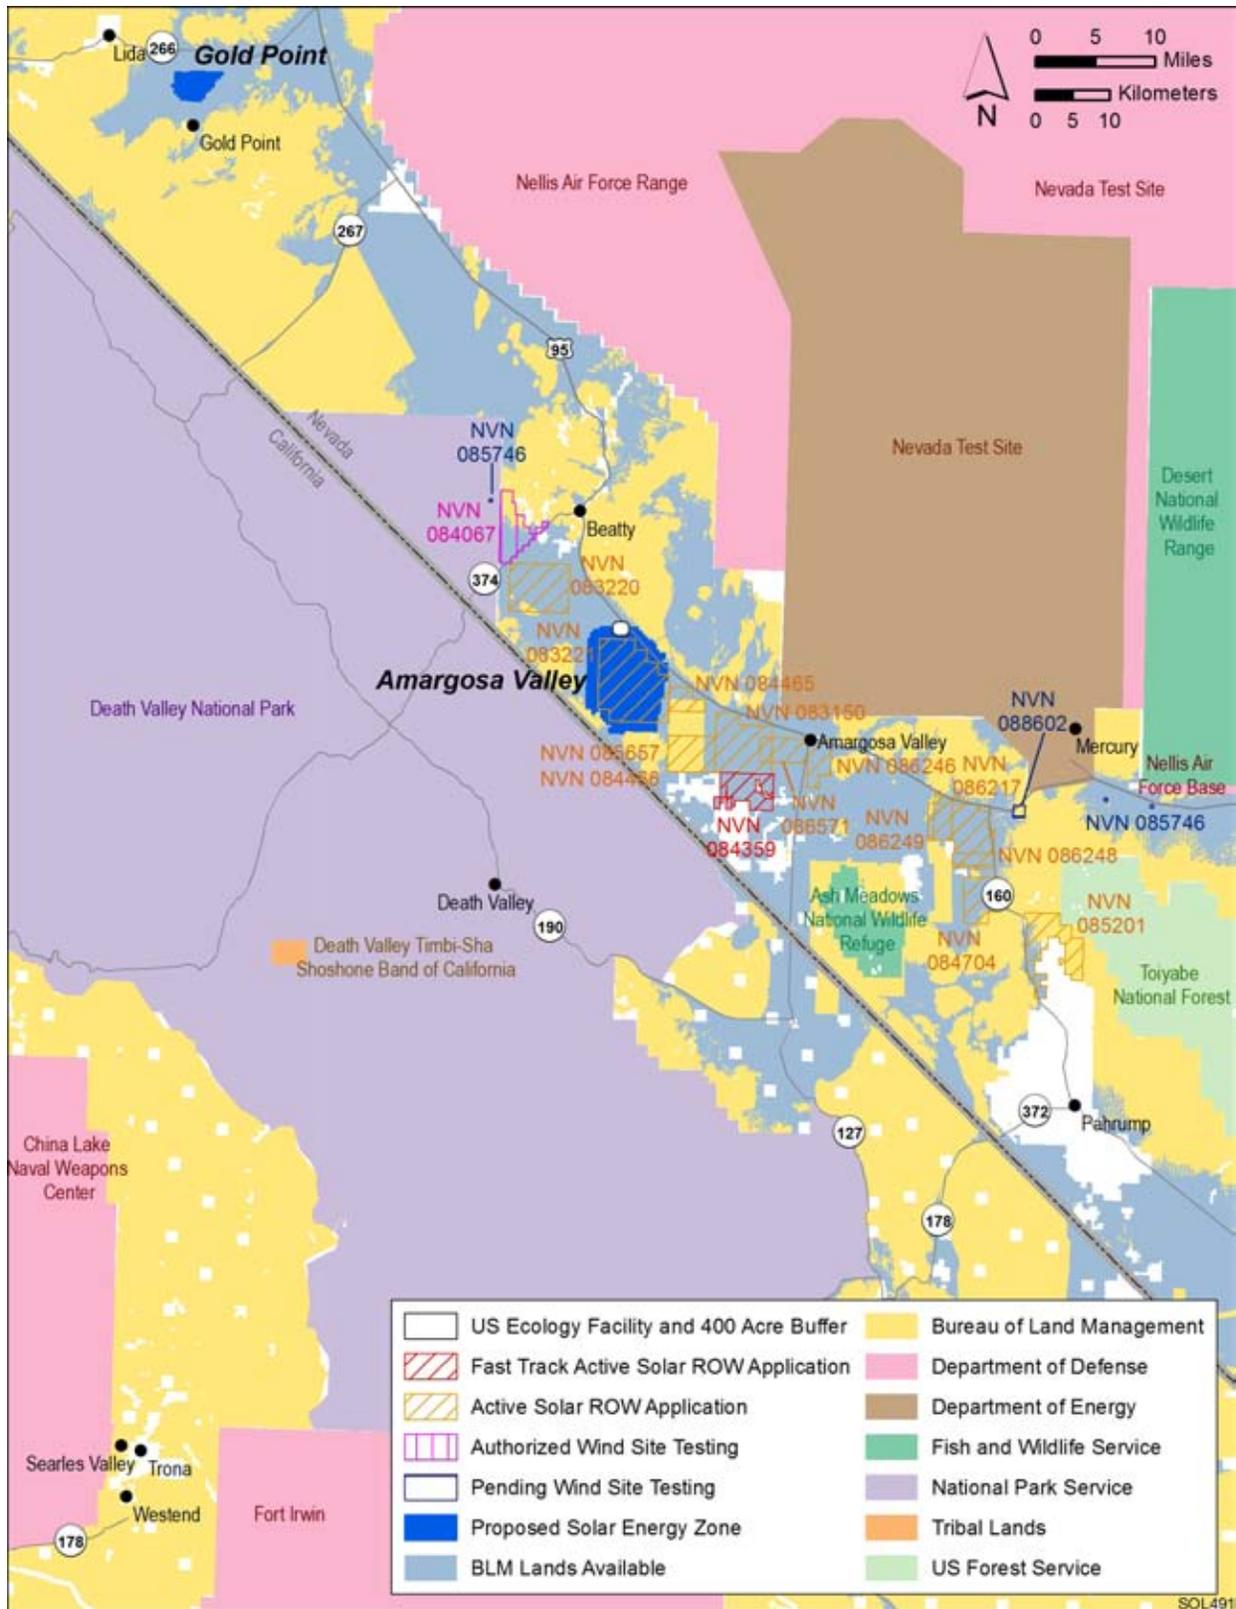 Lida
266
Gold Point
Gold Point
0 5 10
Miles
Kilometers
0 5 10
N
Nellis Air Force Range
Nevada Test Site
267
95
Nevada
California
NVN
085746
NVN
084067
Beatty
Nevada Test Site
Desert
National
Wildlife
Range
374
NVN
083220
NVN
083221
Amargosa Valley
NVN 084465
NVN 083150
Death Valley National Park
NVN
088602
Amargosa Valley
Mercury
NVN 085657
NVN 086246
NVN
086217
Nellis Air
Force Base
NVN
084359
NVN
086571
NVN
086249
NVN 085746
NVN 086248
Death Valley
190
Ash Meadows
National Wildlife
Refuge
160
NVN
085201
NVN
084704
Death Valley Timbi-Sha
Shoshone Band of California
Toiyabe
National Forest
372
Pahrump
127
China Lake
Naval Weapons
Center
178
US Ecology Facility and 400 Acre Buffer
Fast Track Active Solar ROW Application
Active Solar ROW Application
Authorized Wind Site Testing
Pending Wind Site Testing
Proposed Solar Energy Zone
BLM Lands Available
Bureau of Land Management
Department of Defense
Department of Energy
Fish and Wildlife Service
National Park Service
Tribal Lands
US Forest Service
Searles Valley
Trona
Westend
Fort Irwin
178